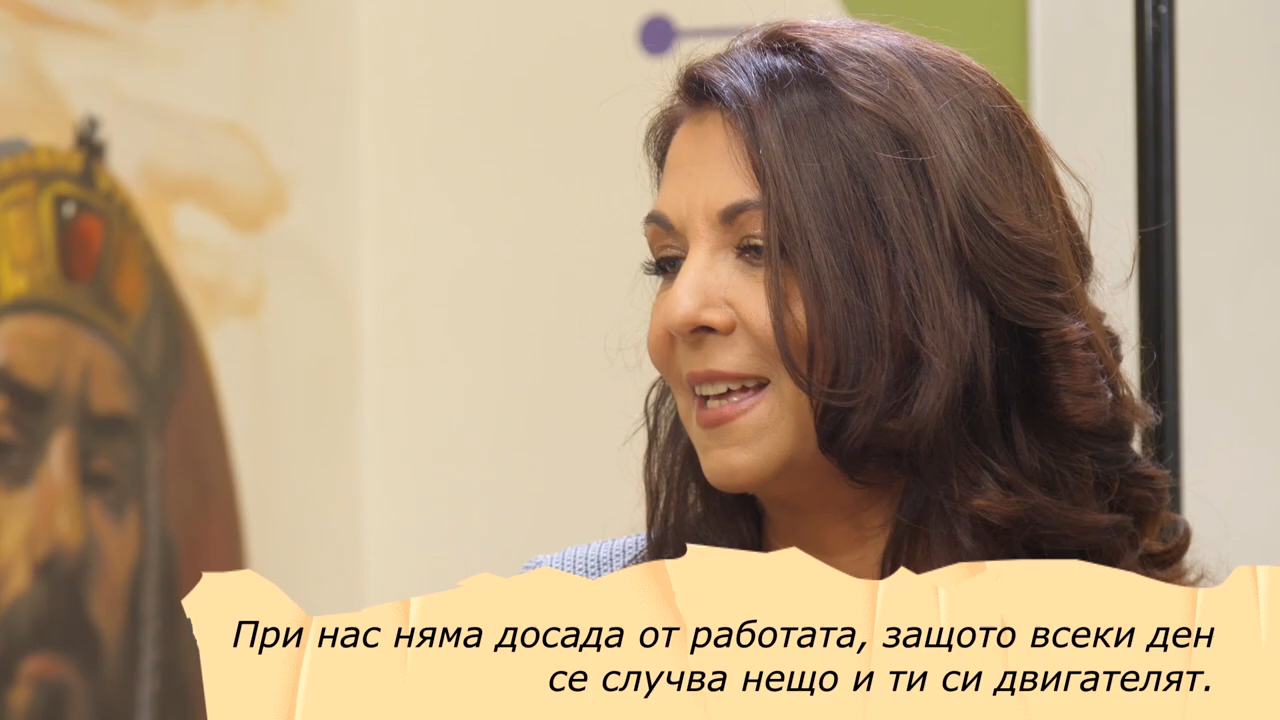 При нас няма досада от работата, защото всеки ден
се случва нещо и ти си двигателят.